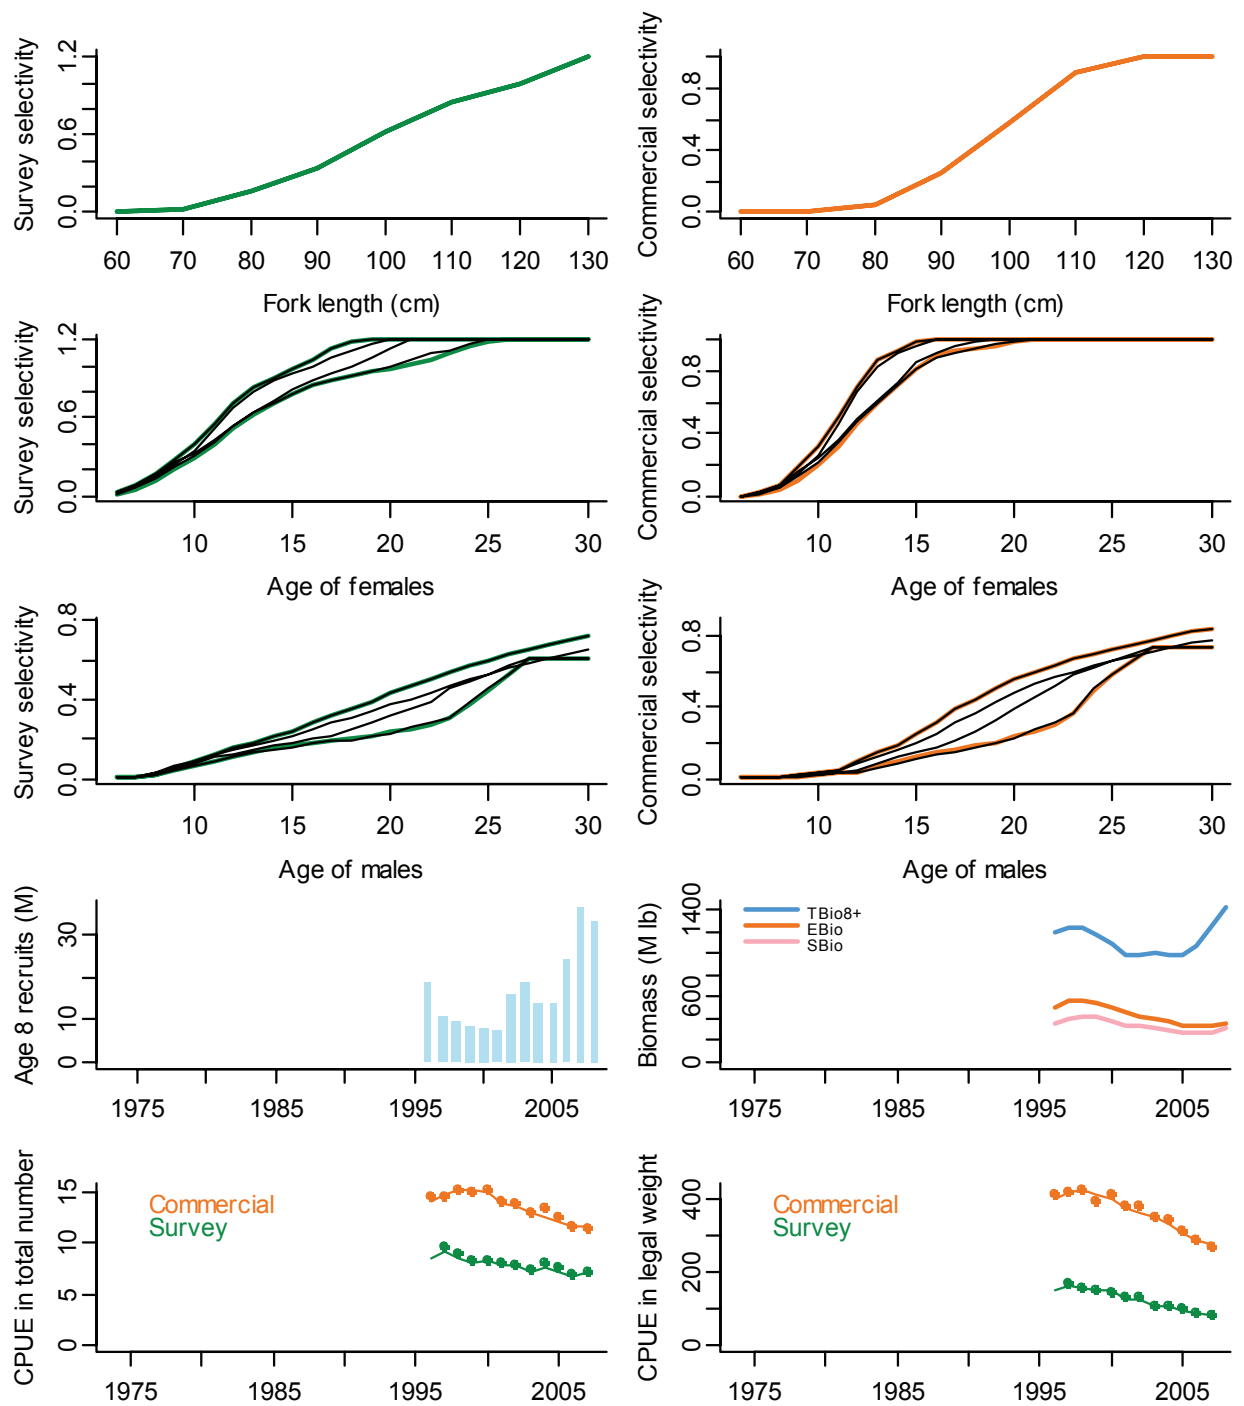 Survey selectivity
0.0 0.6 1.2
60 70 80 90 100 110 120 130
Fork length (cm)
Commercial selectivity
0.0 0.4 0.8
60 70 80 90 100 110 120 130
Fork length (cm)
Survey selectivity
0.0 0.6 1.2
10 15 20 25 30
Age of females
Commercial selectivity
0.0 0.4 0.8
10 15 20 25 30
Age of females
Survey selectivity
0.0 0.4 0.8
10 15 20 25 30
Age of males
Commercial selectivity
0.0 0.4 0.8
10 15 20 25 30
Age of males
Age 8 recruits (M)
0 10 30
1975 1985 1995 2005
Biomass (M lb)
0 600 1400
TBio8+
EBio
SBio
1975 1985 1995 2005
CPUE in total number
0 5 10 15
Commercial
Survey
1975 1985 1995 2005
CPUE in legal weight
0 200 400
Commercial
Survey
1975 1985 1995 2005